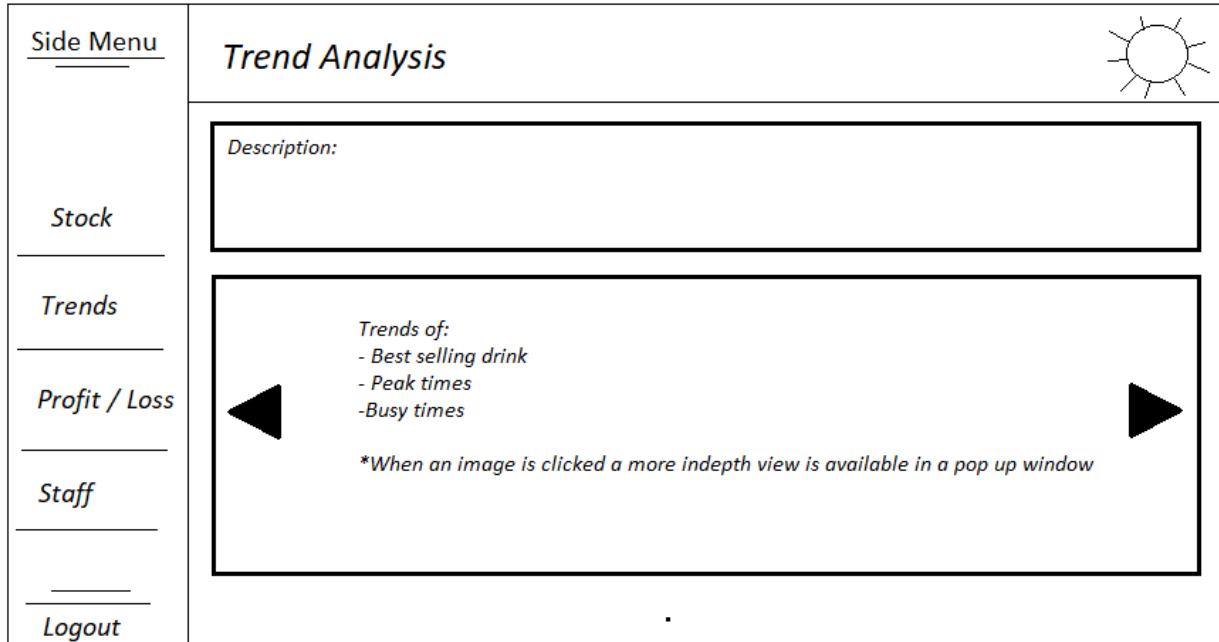 Side Menu
Trend Analysis
Description:
Stock
Trends
Profit / Loss
Staff
Logout
Trends of:
- Best selling drink
- Peak times
-Busy times
*When an image is clicked a more indepth view is available in a pop up window